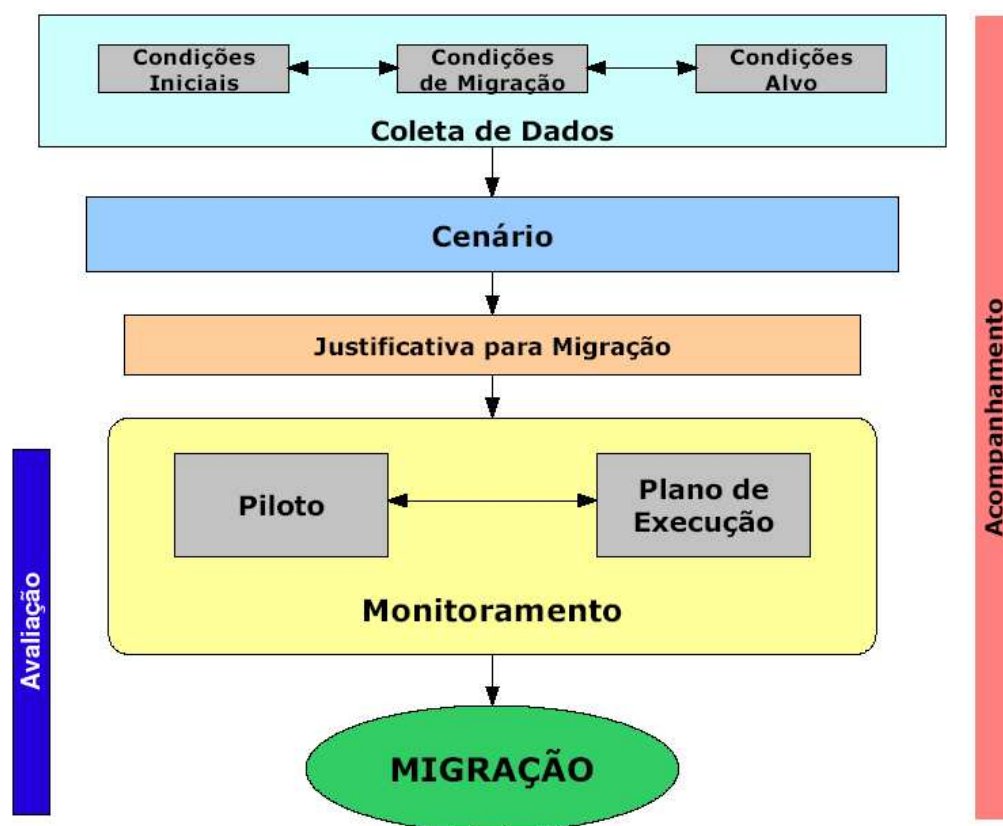 Condições
Iniciais
Condições
de Migração
Condições
Alvo
Coleta de Dados
Cenário
Justificativa para Migração
Piloto
Plano de
Execução
Monitoramento
MIGRAÇÃO
Avaliação
Acompanhamento